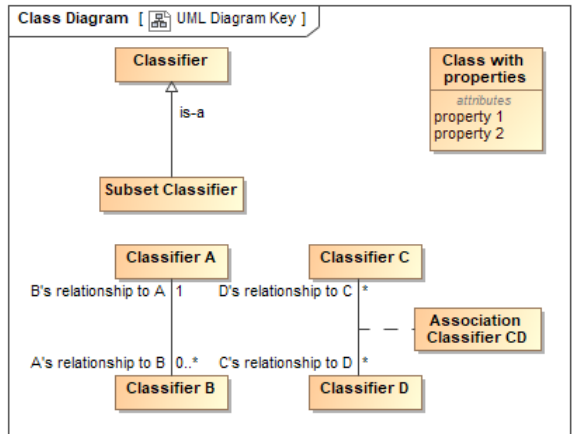 Class Diagram [ UML Diagram Key ]
Classifier
Class with
properties
attributes
property 1
property 2
is-a
Subset Classifier
Classifier A
Classifier C
B's relationship to A 1
D's relationship to C *
Association
Classifier CD
A's relationship to B 0..*
C's relationship to D *
Classifier B
Classifier D